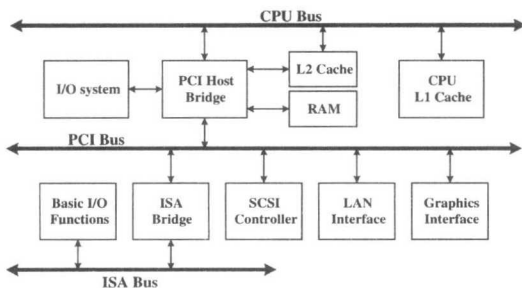 CPU Bus
I/O system
PCI Host
Bridge
L2 Cache
RAM
CPU
L1 Cache
PCI Bus
Basic I/O
Functions
ISA
Bridge
SCSI
Controller
LAN
Interface
Graphics
Interface
ISA Bus